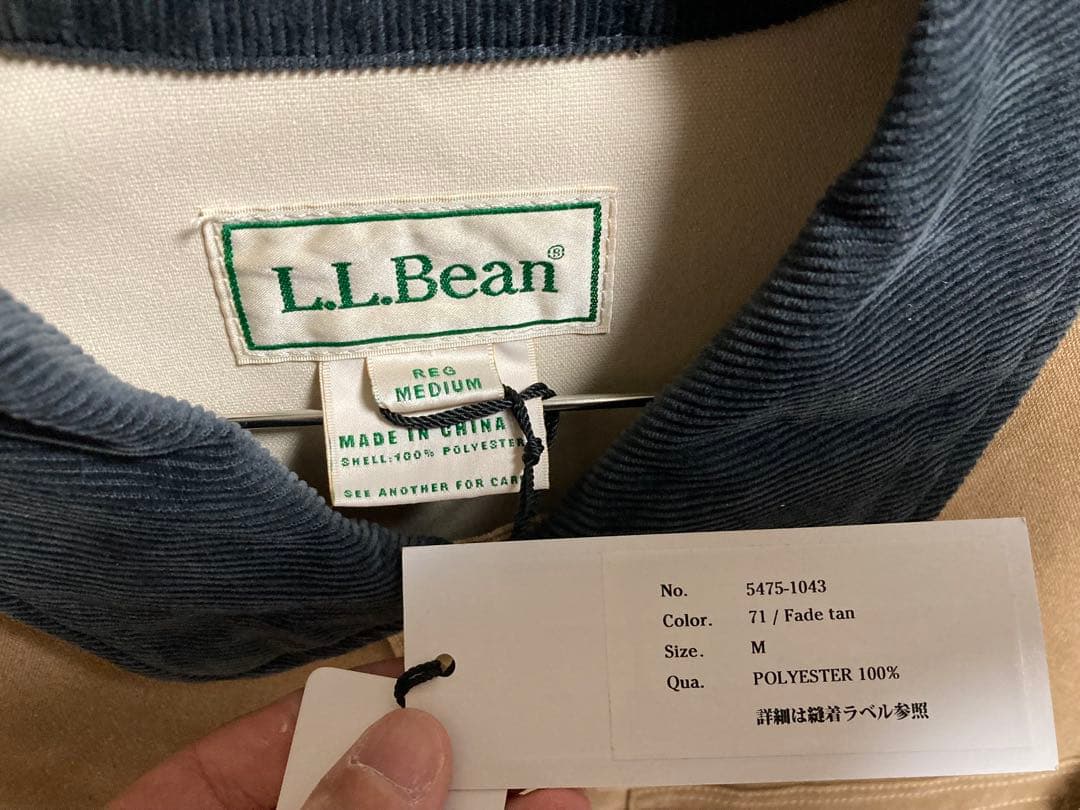 L.L.Bean®
REG
MEDIUM
MADE IN CHINA
SHELL:100% POLYESTER
SEE ANOTHER FOR CAR
No. 5475-1043
Color. 71 / Fade tan
Size. M
Qua. POLYESTER 100%
詳細は縫着ラベル参照